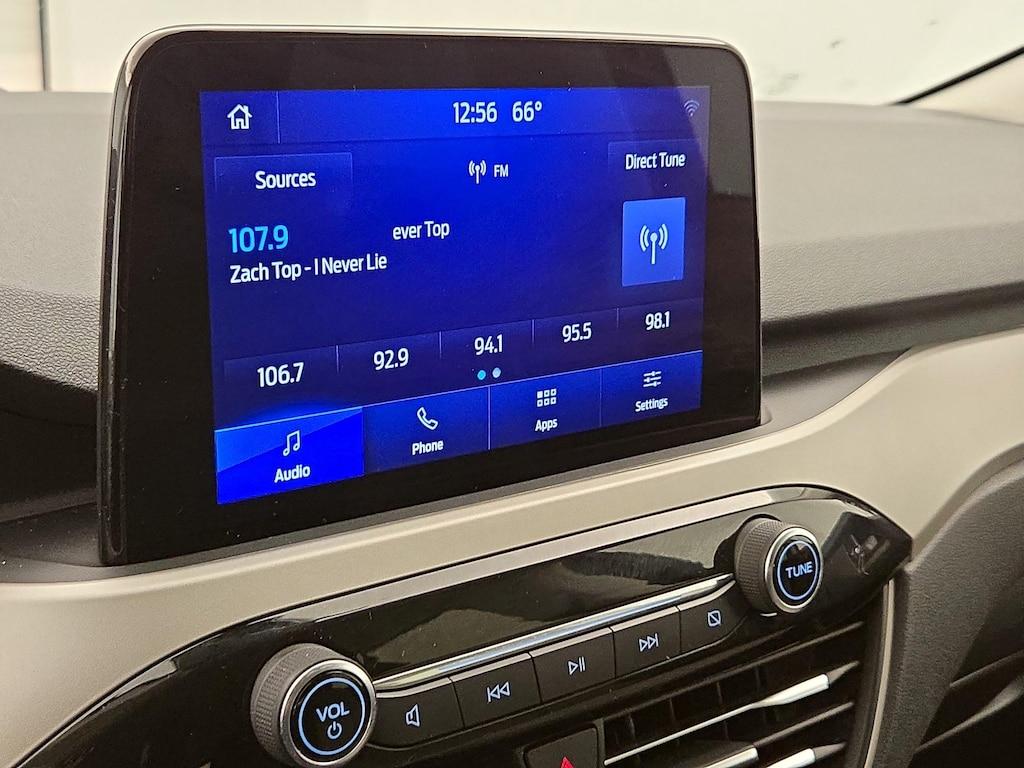 12:56 66°
FM
Sources
Direct Tune
107.9
ever Top
Zach Top - I Never Lie
106.7
92.9
94.1
95.5
98.1
Audio
Phone
Apps
Settings
TUNE
VOL